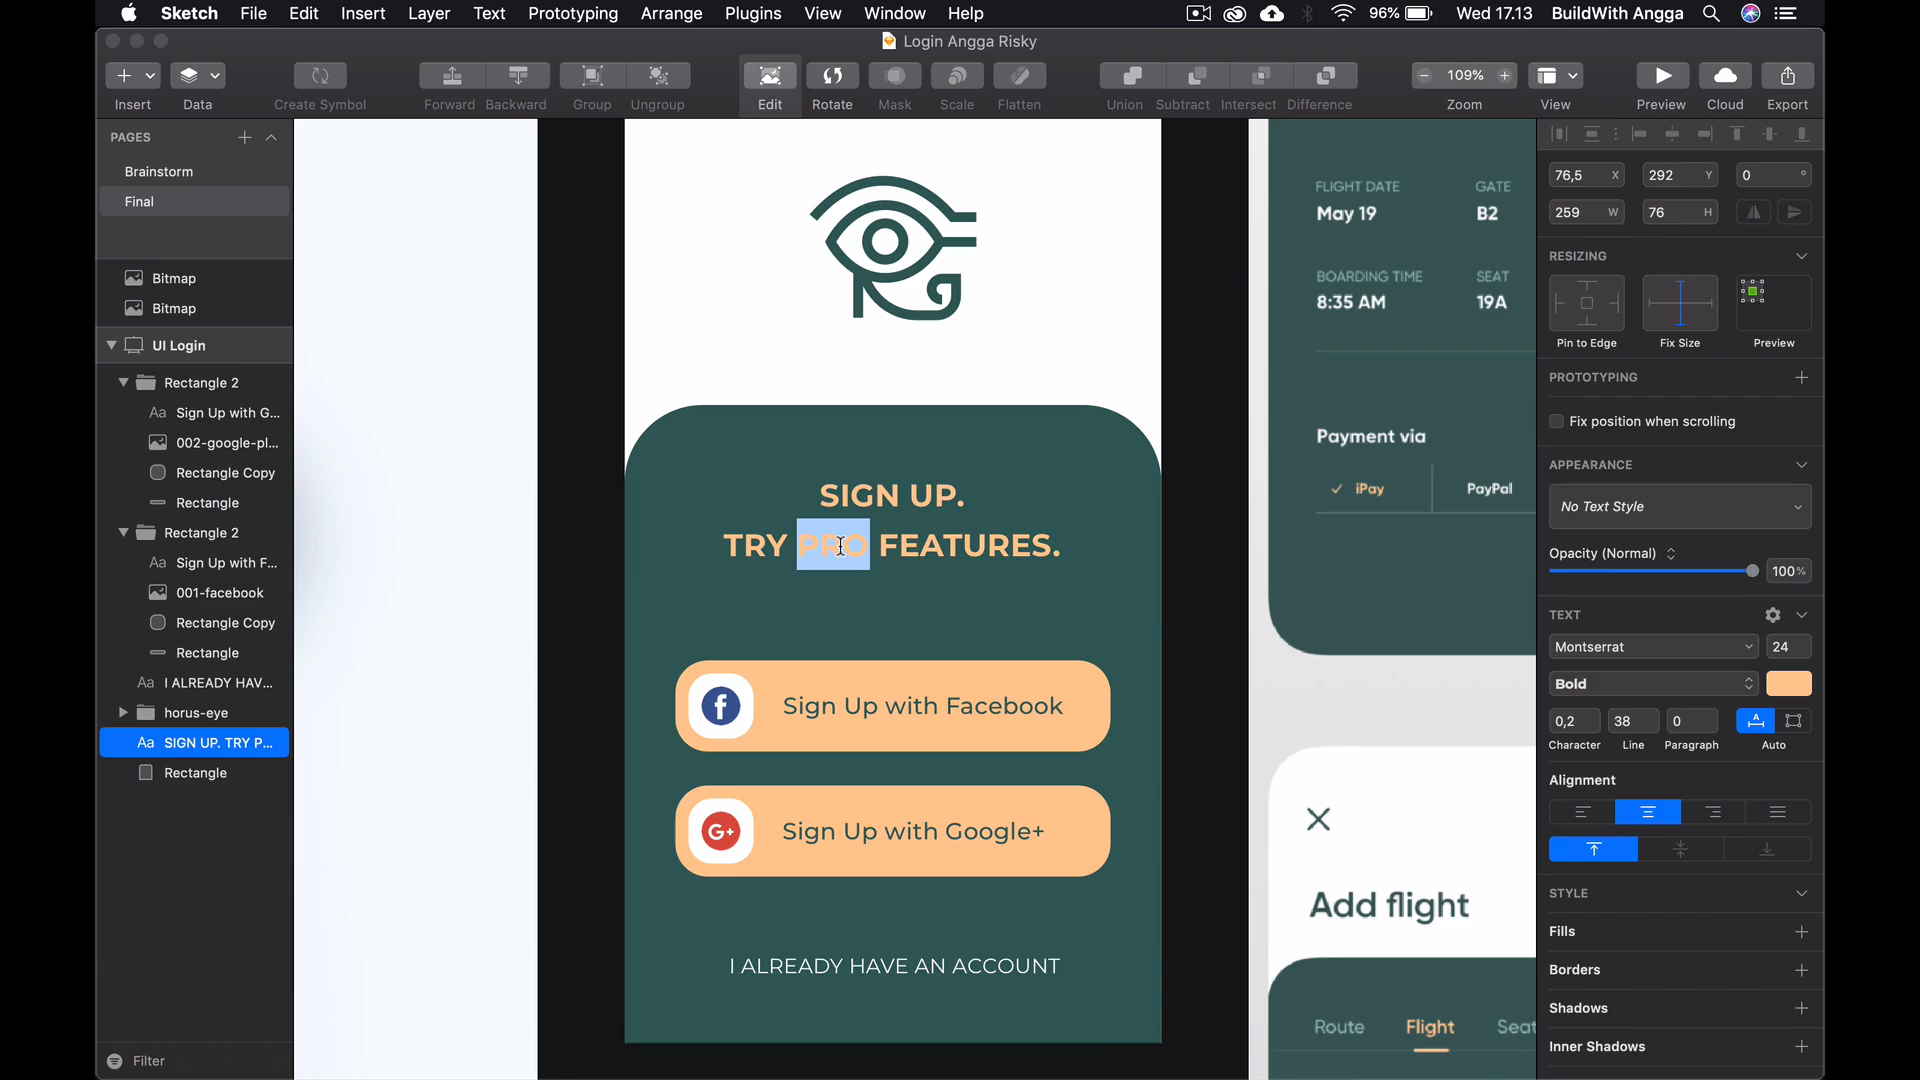 Sketch File Edit Insert Layer Text Prototyping Arrange Plugins View Window Help 96% Wed 17.13 BuildWith Angga
Login Angga Risky
Insert Data Create Symbol Forward Backward Group Ungroup Edit Rotate Mask Scale Flatten Union Subtract Intersect Difference 109% Zoom View Preview Cloud Export
PAGES
Brainstorm
Final
Bitmap
Bitmap
UI Login
Rectangle 2
Aa Sign Up with G...
002-google-pl...
Rectangle Copy
Rectangle
Rectangle 2
Aa Sign Up with F...
001-facebook
Rectangle Copy
Rectangle
Aa I ALREADY HAV...
horus-eye
Aa SIGN UP. TRY P...
Rectangle
Filter
SIGN UP.
TRY PRO FEATURES.
f Sign Up with Facebook
G+ Sign Up with Google+
I ALREADY HAVE AN ACCOUNT
FLIGHT DATE GATE
May 19 B2
BOARDING TIME SEAT
8:35 AM 19A
Payment via
iPay PayPal
Add flight
Route Flight Seat
76,5 X 292 Y 0 °
259 W 76 H
RESIZING
Pin to Edge Fix Size Preview
PROTOTYPING
Fix position when scrolling
APPEARANCE
No Text Style
Opacity (Normal) 100%
TEXT
Montserrat 24
Bold
0,2 38 0 A
Character Line Paragraph Auto
Alignment
STYLE
Fills
Borders
Shadows
Inner Shadows